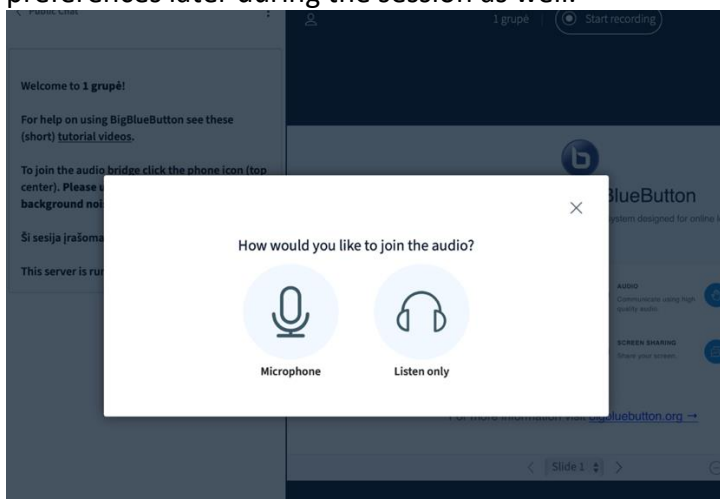 preferences later during the session as well.
Public Chat
1 grupė
Start recording
Welcome to 1 grupė!
For help on using BigBlueButton see these
(short) tutorial videos.
To join the audio bridge click the phone icon (top
center). Please
background
Ši sesija įrašoma
This server is
How would you like to join the audio?
Microphone
Listen only
BlueButton
system designed for online
AUDIO
Communicate using high
quality audio.
SCREEN SHARING
Share your screen.
For more information visit bigbluebutton.org →
Slide 1